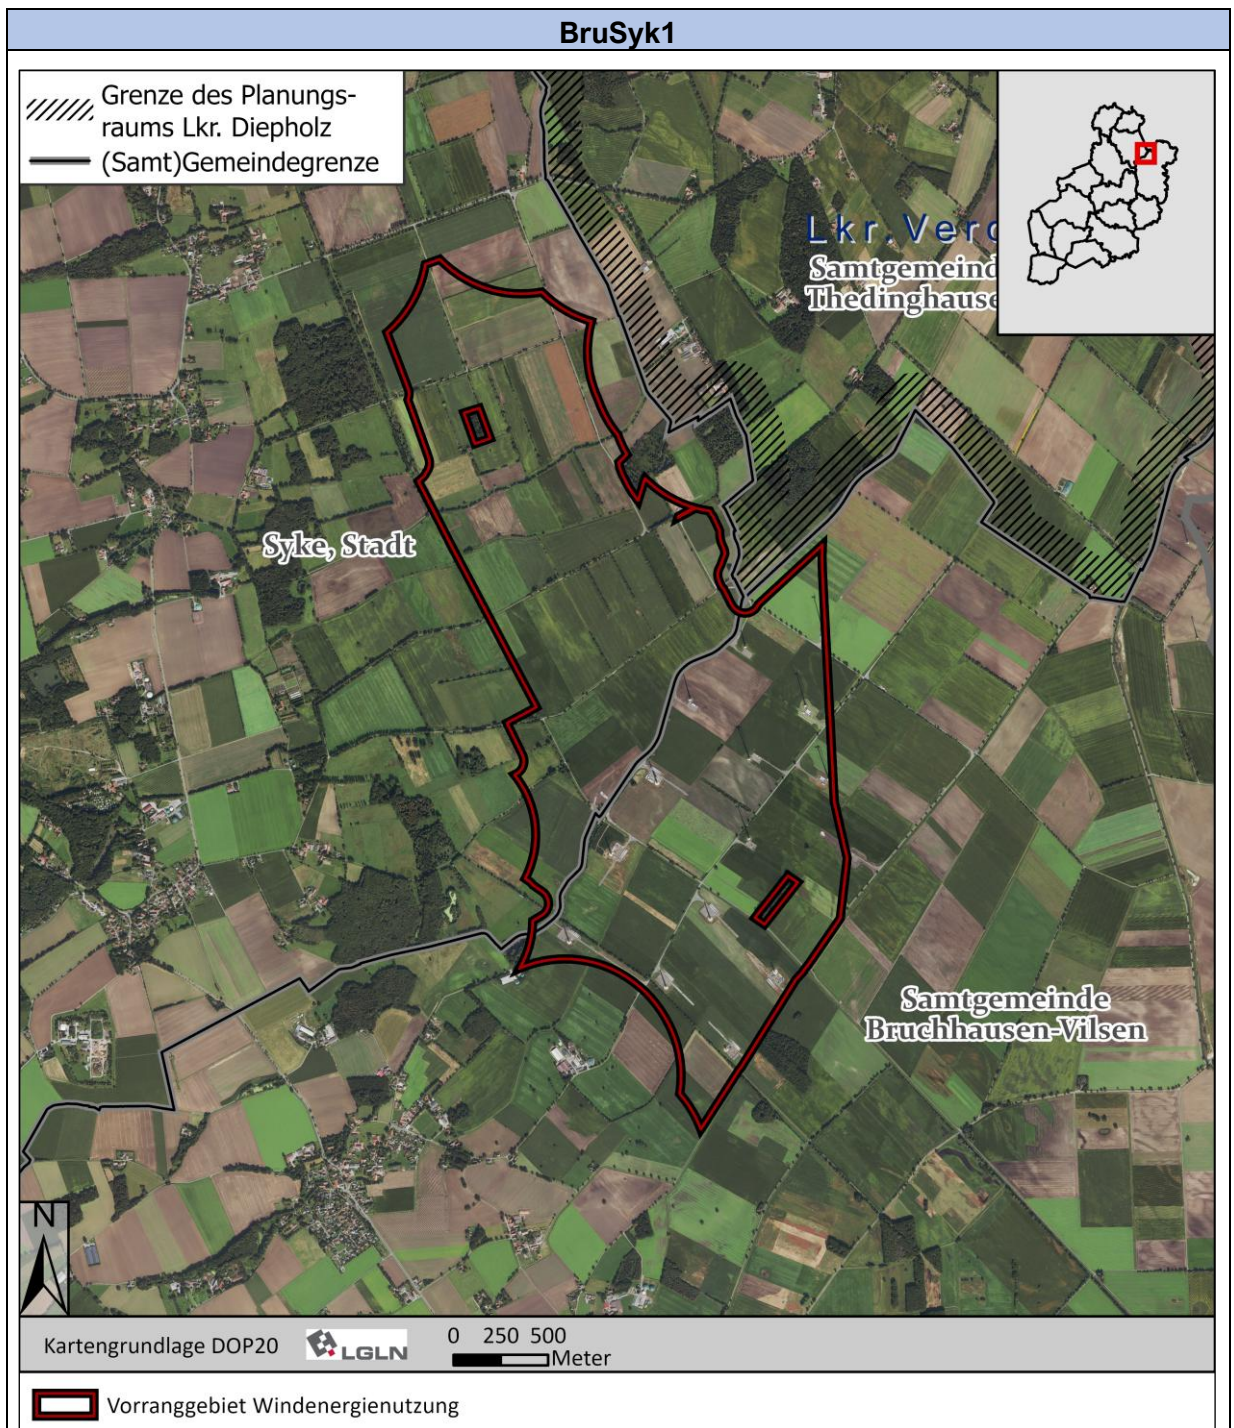 BruSyk1
Grenze des Planungs-
raums Lkr. Diepholz
(Samt)Gemeindegrenze
Lkr.Verd
Samtgemeind
Thedinghause
Syke, Stadt
Samtgemeinde
Bruchhausen-Vilsen
N
Kartengrundlage DOP20
LGLN
0 250 500
Meter
Vorranggebiet Windenergienutzung